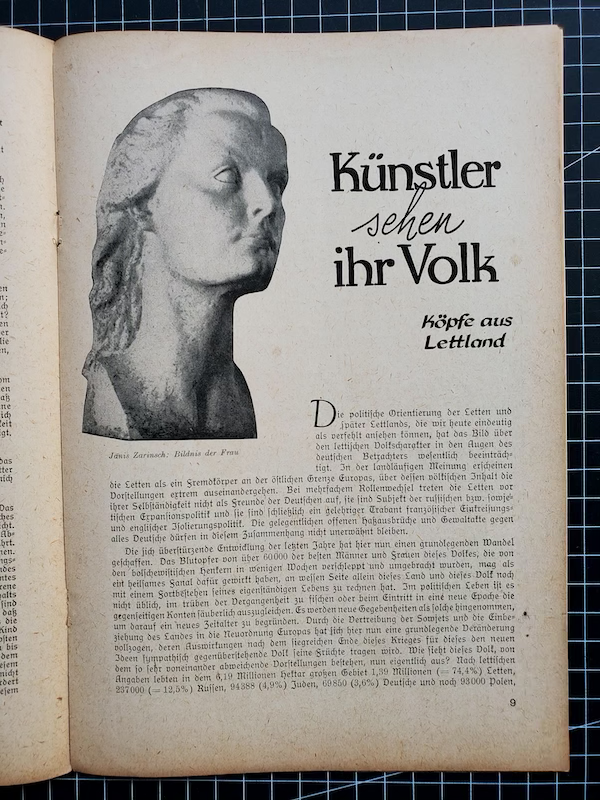 Künstler
sehen
ihr Volk
Köpfe aus
Lettland
Janis Zarinsch: Bildnis der Frau
Die politische Orientierung der Letten und
später Lettlands, die wir heute eindeutig
als verfehlt ansehen können, hat das Bild über
den lettischen Volkscharakter in den Augen des
deutschen Betrachters wesentlich beeinträch-
tigt. In der landläufigen Meinung erscheinen
die Letten als ein Fremdkörper an der östlichen Grenze Europas, über dessen völkischen Inhalt die
Vorstellungen extrem auseinandergehen. Bei mehrfachem Rollenwechsel treten die Letten vor
ihrer Selbständigkeit nicht als Freunde der Deutschen auf, sie sind Subjekt der russischen bzw. sowje-
tischen Expansionspolitik und sie sind schließlich ein gelehriger Trabant französischer Einkreisungs-
und englischer Isolierungspolitik. Die gelegentlichen offenen Haßausbrüche und Gewaltakte gegen
alles Deutsche dürfen in diesem Zusammenhang nicht unerwähnt bleiben.
Die sich überstürzende Entwicklung der letzten Jahre hat hier nun einen grundlegenden Wandel
geschaffen. Das Blutopfer von über 60000 der besten Männer und Frauen dieses Volkes, die von
den bolschewistischen Henkern in wenigen Wochen verschleppt und umgebracht wurden, mag als
ein heilsames Fanal dafür gewirkt haben, an wessen Seite allein dieses Land und dieses Volk noch
mit einem Fortbestehen seines eigenständigen Lebens zu rechnen hat. Im politischen Leben ist es
nicht üblich, im trüben der Vergangenheit zu fischen oder beim Eintritt in eine neue Epoche die
gegenseitigen Konten säuberlich auszugleichen. Es werden neue Gegebenheiten als solche hingenommen,
um darauf ein neues Zeitalter zu begründen. Durch die Vertreibung der Sowjets und die Einbe-
ziehung des Landes in die Neuordnung Europas hat sich hier nun eine grundlegende Veränderung
vollzogen, deren Auswirkungen nach dem siegreichen Ende dieses Krieges für dieses den neuen
Ideen sympathisch gegenüberstehende Volk seine Früchte tragen wird. Wie sieht dieses Volk, von
dem so sehr voneinander abweichende Vorstellungen bestehen, nun eigentlich aus? Nach lettischen
Angaben lebten in dem 6,19 Millionen Hektar großen Gebiet 1,39 Millionen (= 74,4%) Letten,
237000 (= 12,5%) Russen, 94388 (4,9%) Juden, 69850 (3,6%) Deutsche und noch 93000 Polen,
9